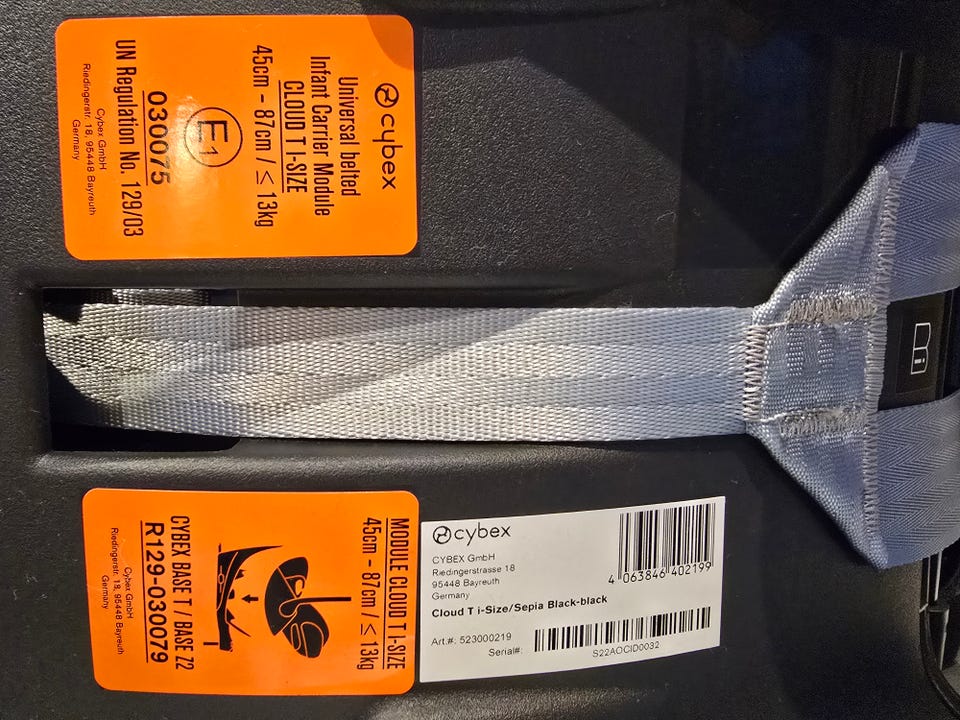 cybex
Universal belted
Infant Carrier Module
CLOUD T I-SIZE
45cm - 87cm / ≤ 13kg
E1
030075
UN Regulation No. 129/03
Cybex GmbH
Riedingerstr. 18, 95448 Bayreuth
Germany
MODULE CLOUD T I-SIZE
45cm - 87cm / ≤ 13kg
CYBEX BASE T / BASE Z2
R129-030079
Cybex GmbH
Riedingerstr. 18, 95448 Bayreuth
Germany
cybex
CYBEX GmbH
Riedingerstrasse 18
95448 Bayreuth
Germany
4 063846 402199
Cloud T i-Size/Sepia Black-black
Art.#: 523000219
Serial#:
S22AOCID0032
i